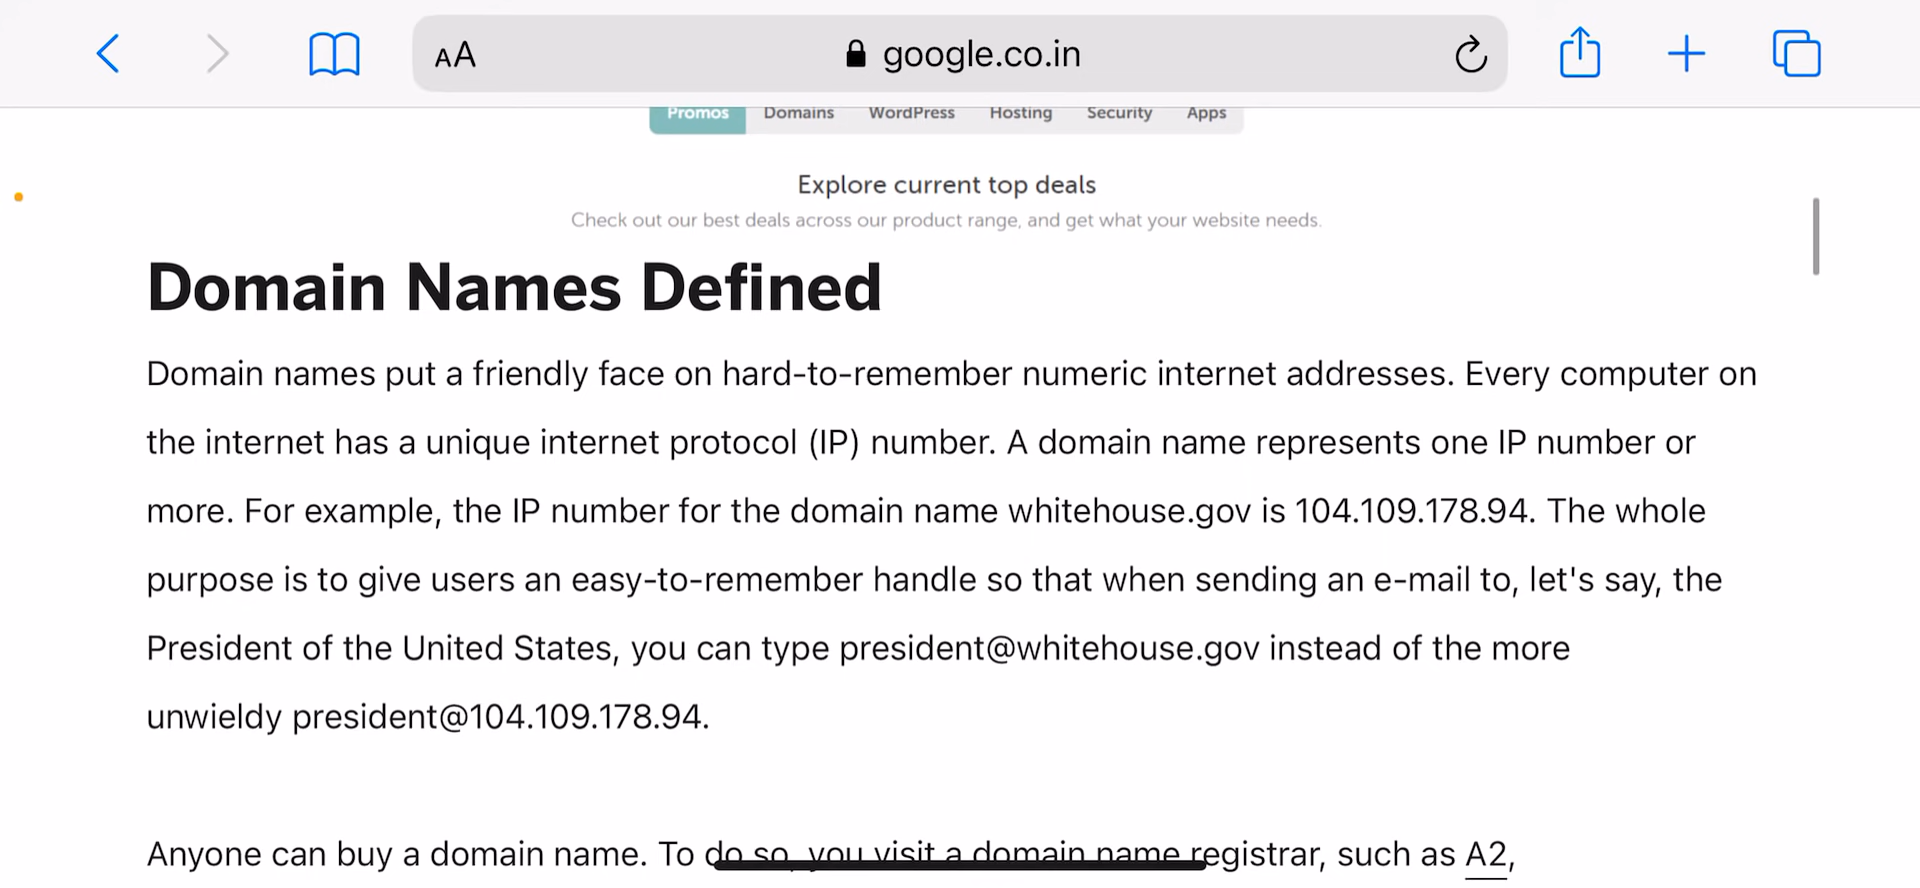 AA google.co.in
Promos Domains WordPress Hosting Security Apps
Explore current top deals
Check out our best deals across our product range, and get what your website needs.
Domain Names Defined
Domain names put a friendly face on hard-to-remember numeric internet addresses. Every computer on
the internet has a unique internet protocol (IP) number. A domain name represents one IP number or
more. For example, the IP number for the domain name whitehouse.gov is 104.109.178.94. The whole
purpose is to give users an easy-to-remember handle so that when sending an e-mail to, let's say, the
President of the United States, you can type president@whitehouse.gov instead of the more
unwieldy president@104.109.178.94.
Anyone can buy a domain name. To do so, you visit a domain name registrar, such as A2,